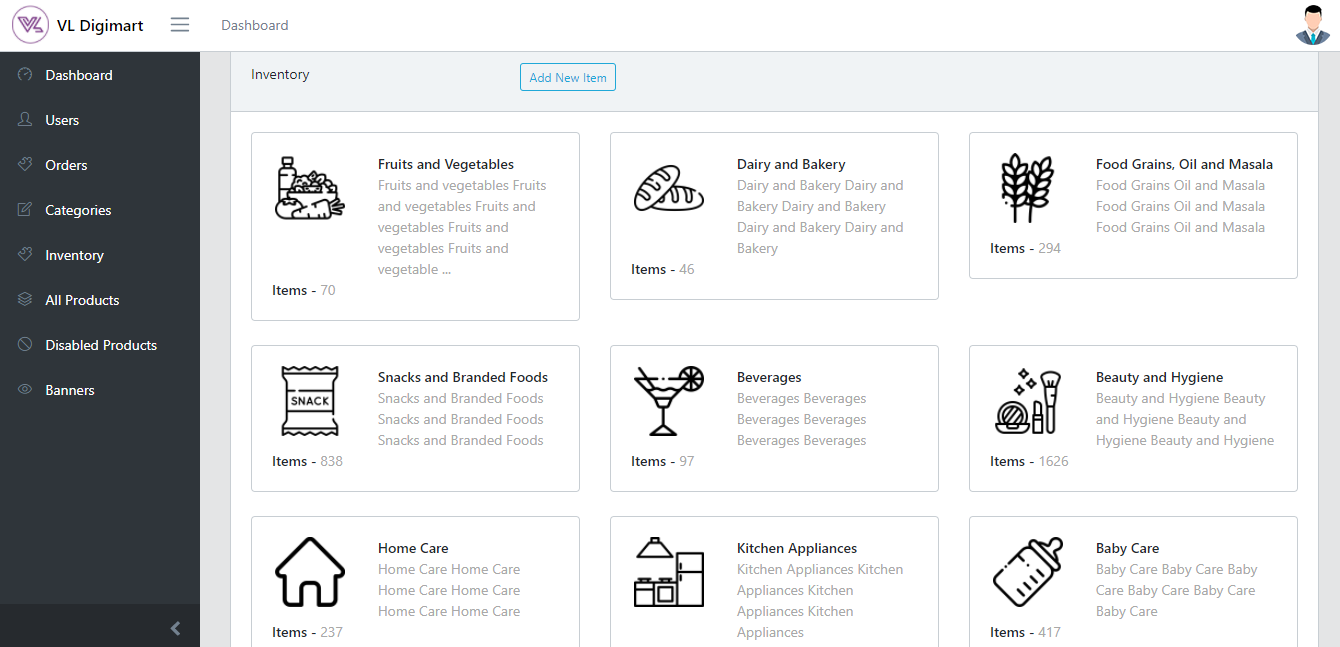 VL Digimart
Dashboard
Dashboard
Users
Orders
Categories
Inventory
All Products
Disabled Products
Banners
Inventory
Add New Item
Fruits and Vegetables
Fruits and vegetables Fruits
and vegetables Fruits and
vegetables Fruits and
vegetables Fruits and
vegetable ...
Items - 70
Dairy and Bakery
Dairy and Bakery Dairy and
Bakery Dairy and Bakery
Dairy and Bakery Dairy and
Bakery
Items - 46
Food Grains, Oil and Masala
Food Grains Oil and Masala
Food Grains Oil and Masala
Food Grains Oil and Masala
Items - 294
SNACK
Snacks and Branded Foods
Snacks and Branded Foods
Snacks and Branded Foods
Snacks and Branded Foods
Items - 838
Beverages
Beverages Beverages
Beverages Beverages
Beverages Beverages
Items - 97
Beauty and Hygiene
Beauty and Hygiene Beauty
and Hygiene Beauty and
Hygiene Beauty and Hygiene
Items - 1626
Home Care
Home Care Home Care
Home Care Home Care
Home Care Home Care
Items - 237
Kitchen Appliances
Kitchen Appliances Kitchen
Appliances Kitchen
Appliances Kitchen
Appliances
Baby Care
Baby Care Baby Care Baby
Care Baby Care Baby Care
Baby Care
Items - 417